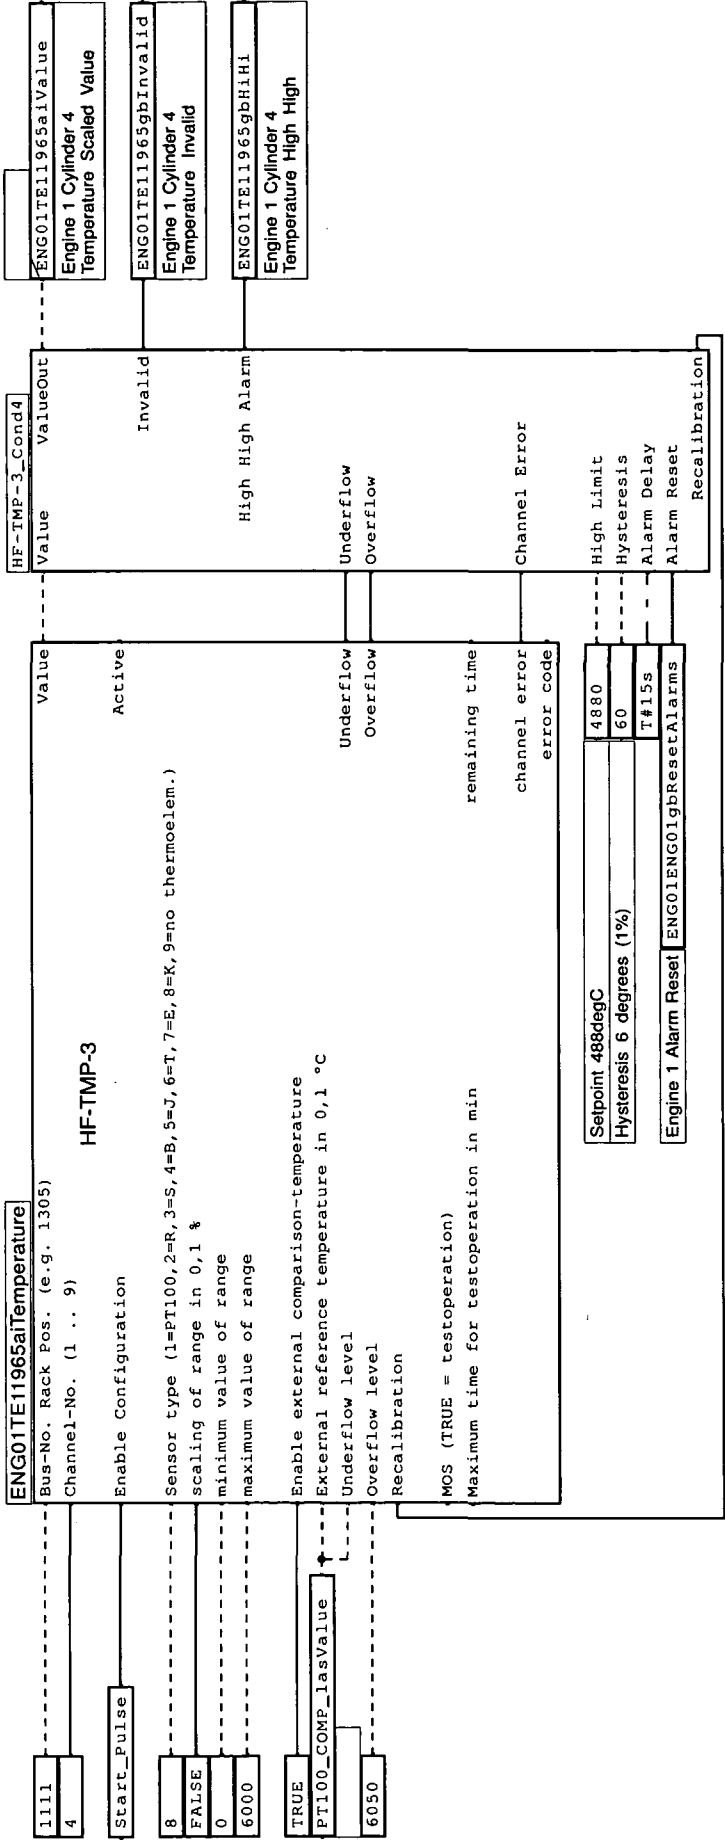 ENG01TE11965aiTemperature
1111
Bus-No. Rack Pos. (e.g. 1305)
4
Channel-No. (1 .. 9)
HF-TMP-3
Start_Pulse
Enable Configuration
8
Sensor type (1=PT100,2=R,3=S,4=B,5=J,6=T,7=E,8=K,9=no thermoelem.)
FALSE
scaling of range in 0,1 %
0
minimum value of range
6000
maximum value of range
TRUE
Enable external comparison-temperature
PT100_COMP_1asValue
External reference temperature in 0,1 °C
Underflow level
6050
Overflow level
Recalibration
MOS (TRUE = testoperation)
Maximum time for testoperation in min
Value
Active
Underflow
Overflow
remaining time
channel error
error code
Setpoint 488degC
4880
Hysteresis 6 degrees (1%)
60
T#15s
Engine 1 Alarm Reset
ENG01ENG01gbResetAlarms
HF-TMP-3_Cond4
Value
ValueOut
Invalid
High High Alarm
Underflow
Overflow
Channel Error
High Limit
Hysteresis
Alarm Delay
Alarm Reset
Recalibration
ENG01TE11965aiValue
Engine 1 Cylinder 4
Temperature Scaled Value
ENG01TE11965gbInvalid
Engine 1 Cylinder 4
Temperature Invalid
ENG01TE11965gbHiHi
Engine 1 Cylinder 4
Temperature High High